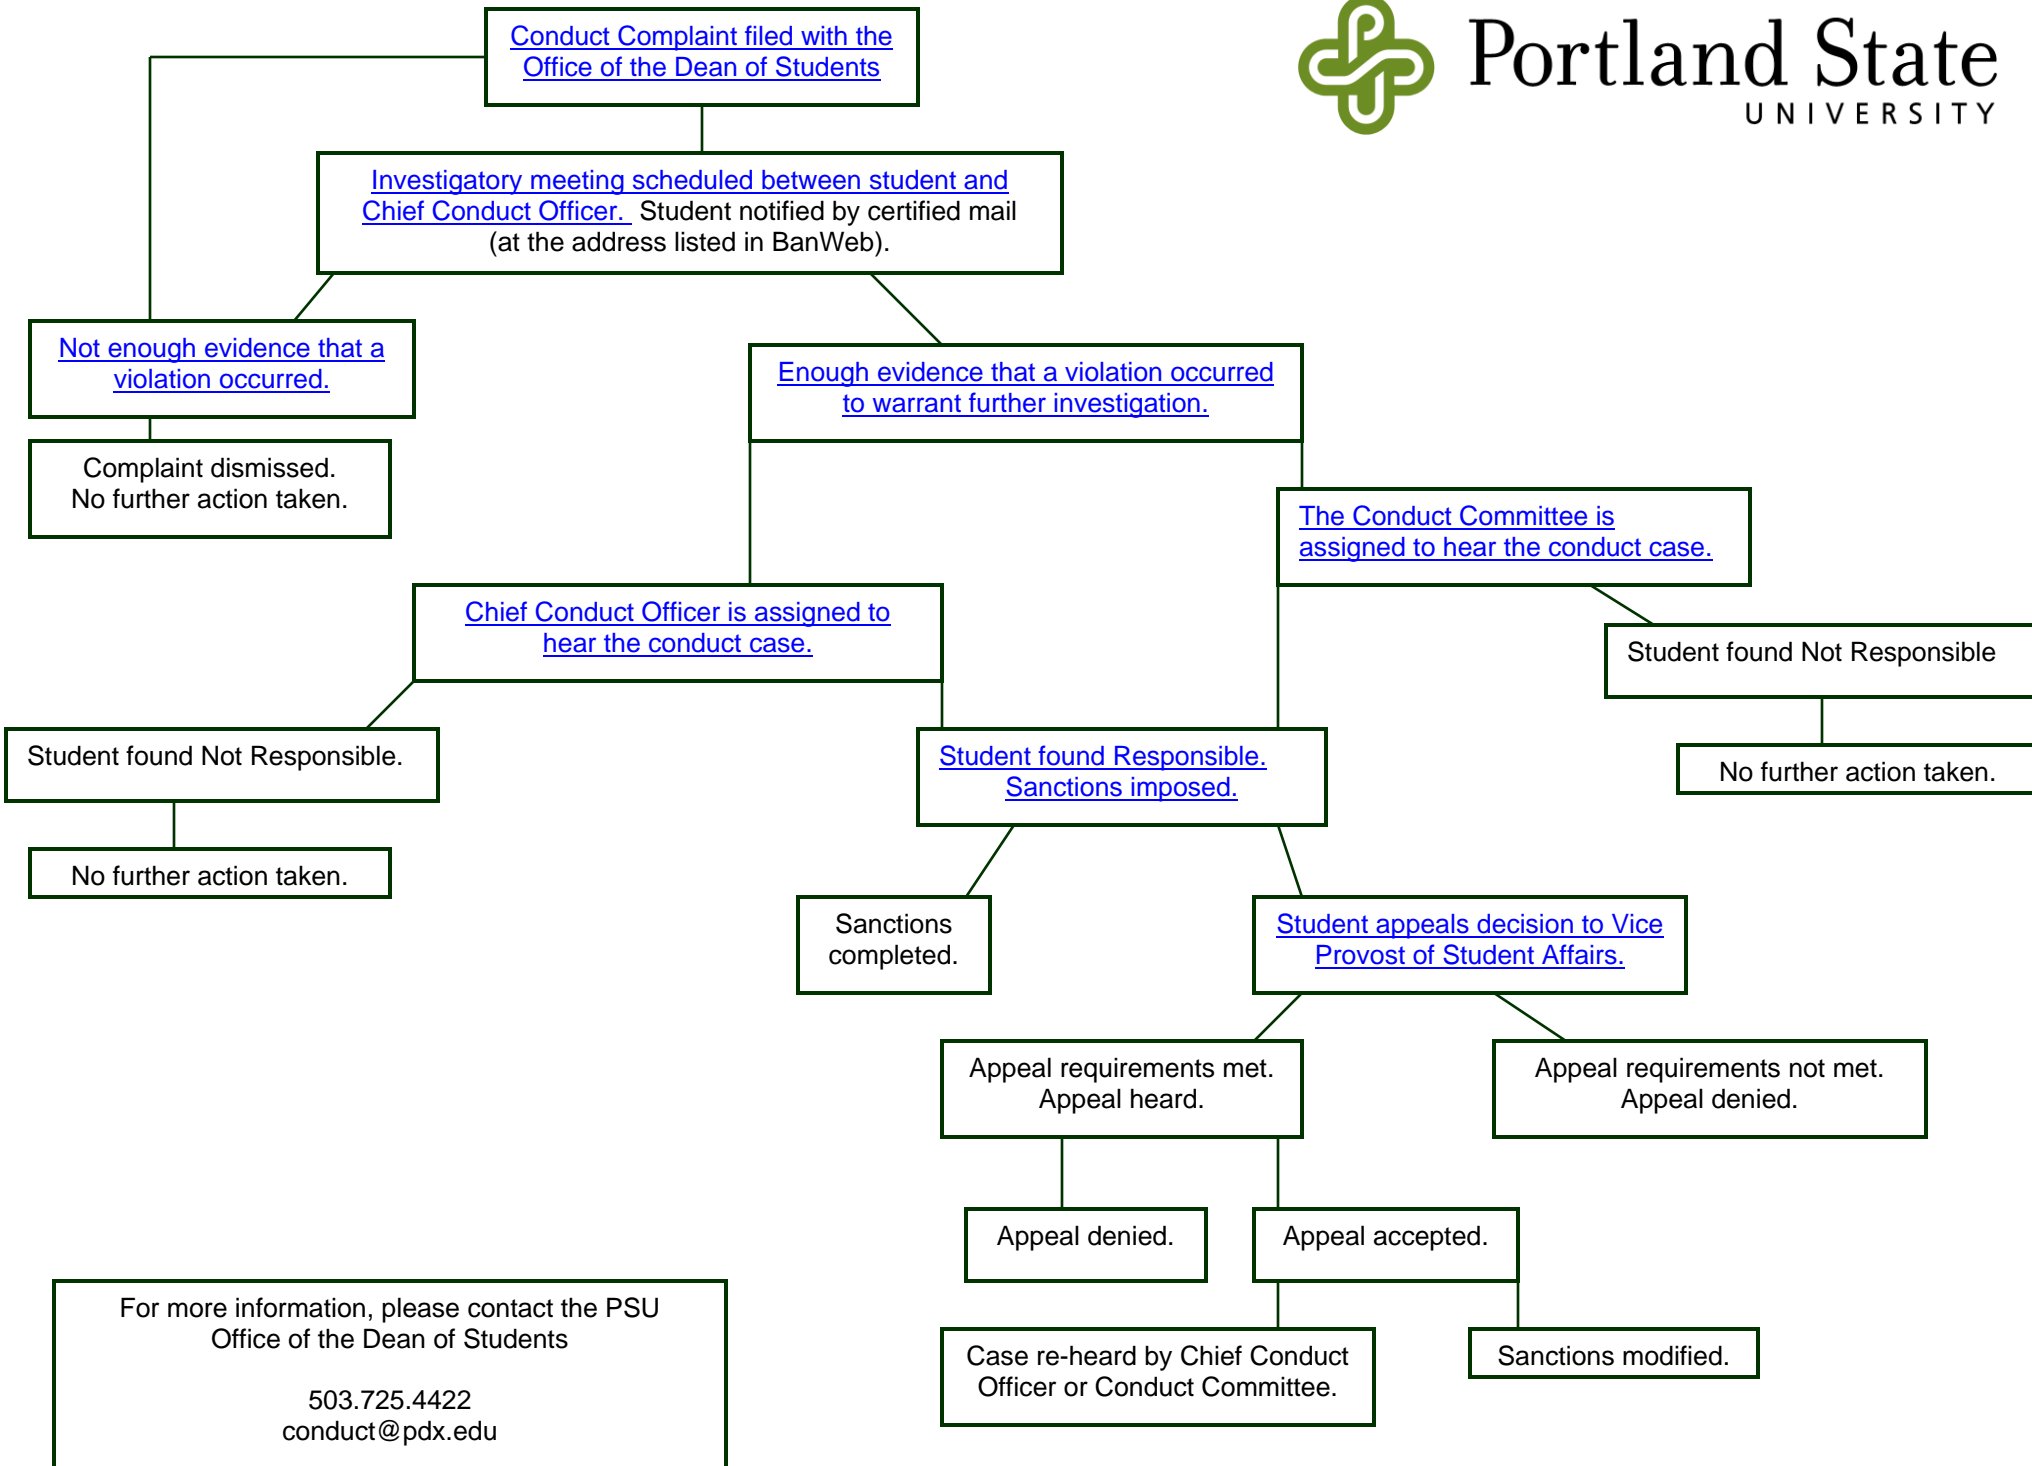 Conduct Complaint filed with the
Office of the Dean of Students
Portland State
UNIVERSITY
Investigatory meeting scheduled between student and
Chief Conduct Officer. Student notified by certified mail
(at the address listed in BanWeb).
Not enough evidence that a
violation occurred.
Enough evidence that a violation occurred
to warrant further investigation.
Complaint dismissed.
No further action taken.
The Conduct Committee is
assigned to hear the conduct case.
Chief Conduct Officer is assigned to
hear the conduct case.
Student found Not Responsible
Student found Not Responsible.
Student found Responsible.
Sanctions imposed.
No further action taken.
No further action taken.
Sanctions
completed.
Student appeals decision to Vice
Provost of Student Affairs.
Appeal requirements met.
Appeal heard.
Appeal requirements not met.
Appeal denied.
Appeal denied.
Appeal accepted.
Case re-heard by Chief Conduct
Officer or Conduct Committee.
Sanctions modified.
For more information, please contact the PSU
Office of the Dean of Students
503.725.4422
conduct@pdx.edu